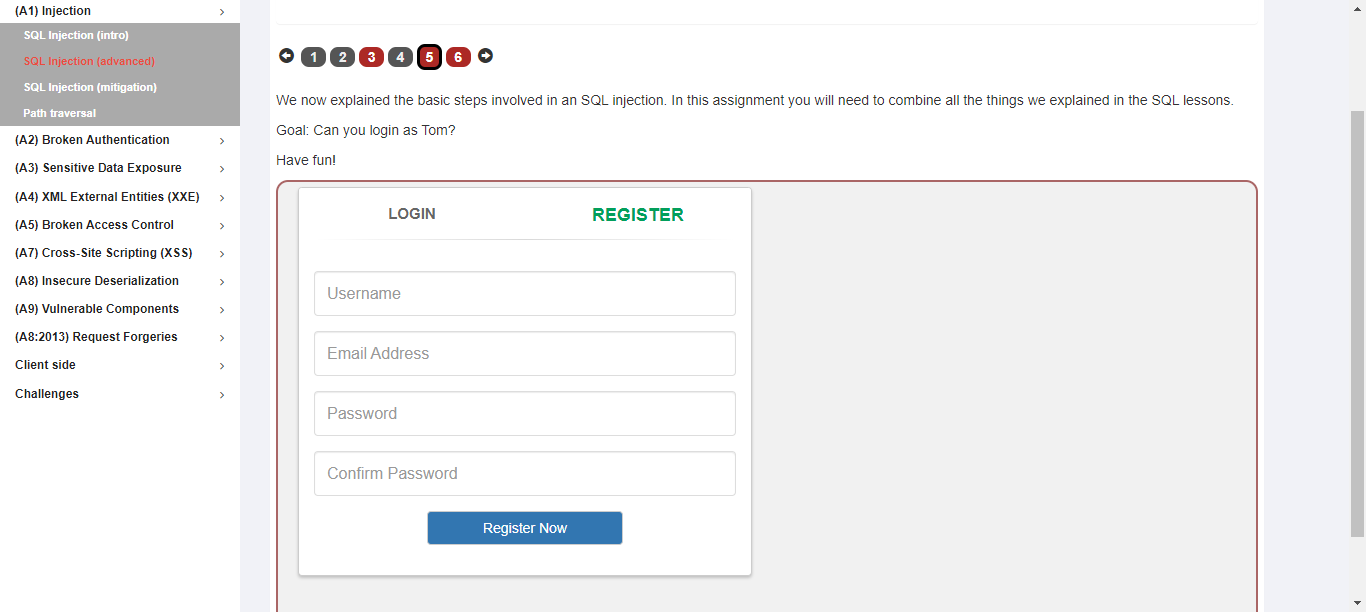 (A1) Injection
SQL Injection (intro)
SQL Injection (advanced)
SQL Injection (mitigation)
Path traversal
(A2) Broken Authentication
(A3) Sensitive Data Exposure
(A4) XML External Entities (XXE)
(A5) Broken Access Control
(A7) Cross-Site Scripting (XSS)
(A8) Insecure Deserialization
(A9) Vulnerable Components
(A8:2013) Request Forgeries
Client side
Challenges
1 2 3 4 5 6
We now explained the basic steps involved in an SQL injection. In this assignment you will need to combine all the things we explained in the SQL lessons.
Goal: Can you login as Tom?
Have fun!
LOGIN REGISTER
Username
Email Address
Password
Confirm Password
Register Now